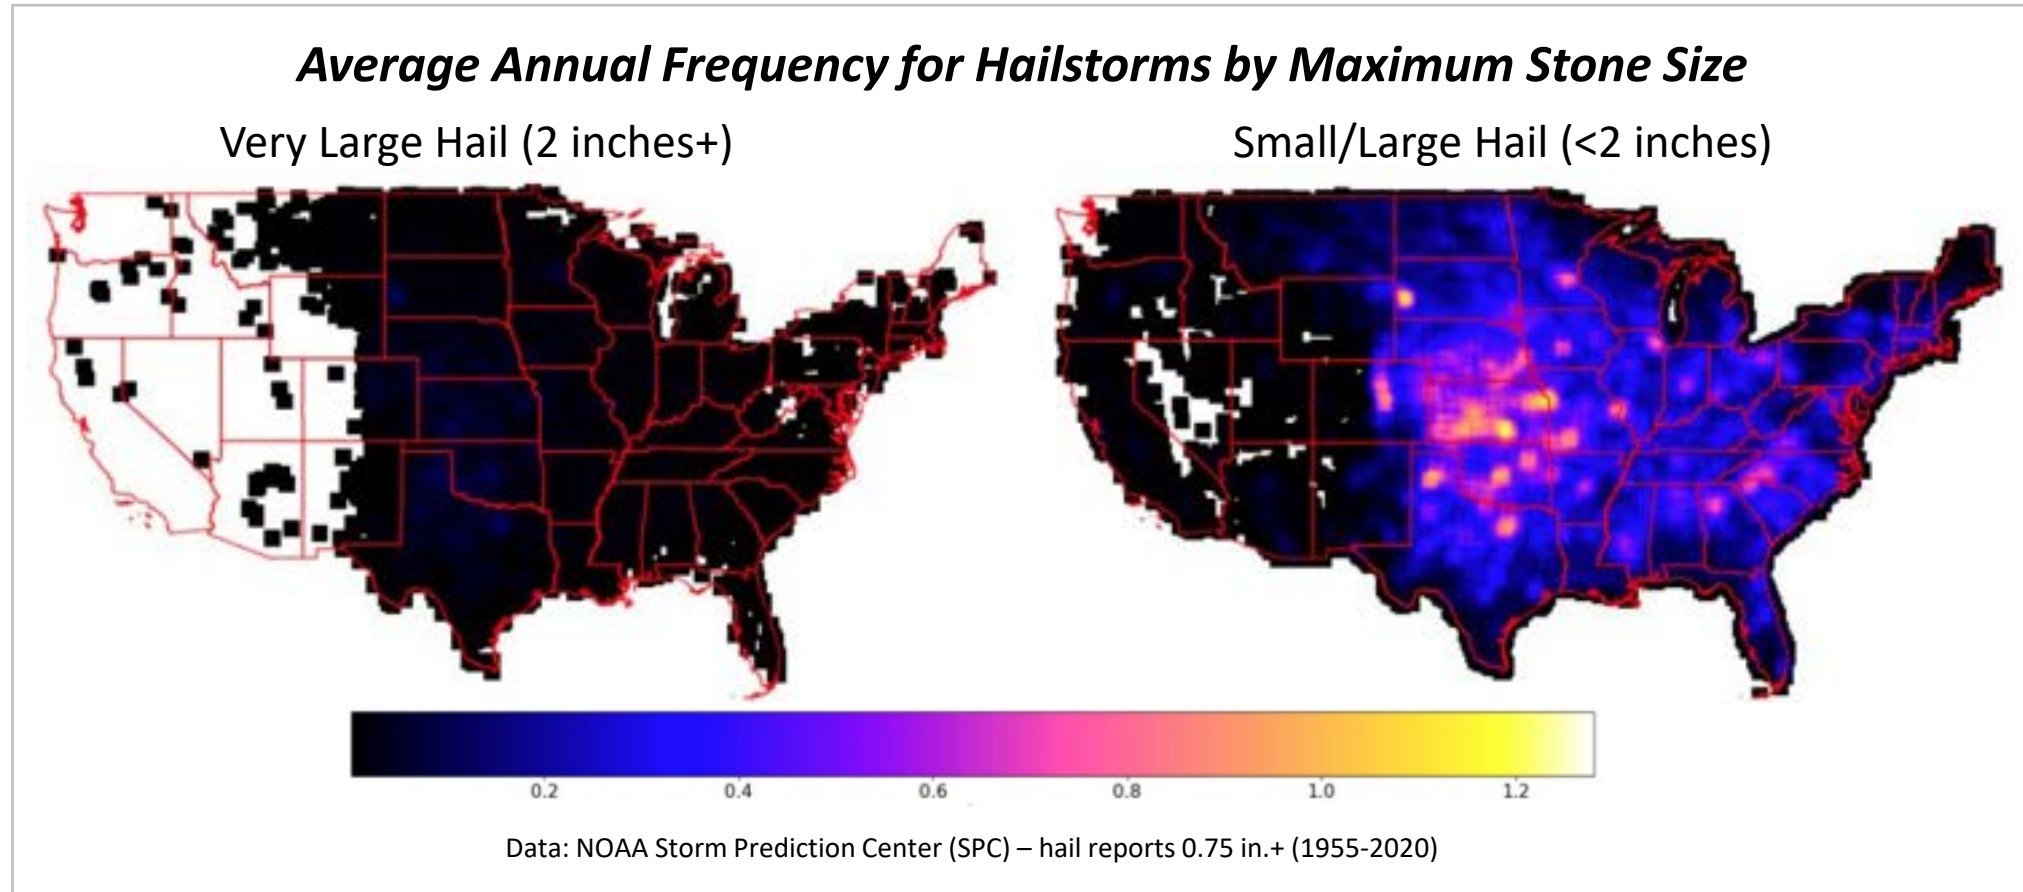 Average Annual Frequency for Hailstorms by Maximum Stone Size
Very Large Hail (2 inches+)
Small/Large Hail (<2 inches)
0.2 0.4 0.6 0.8 1.0 1.2
Data: NOAA Storm Prediction Center (SPC) – hail reports 0.75 in.+ (1955-2020)